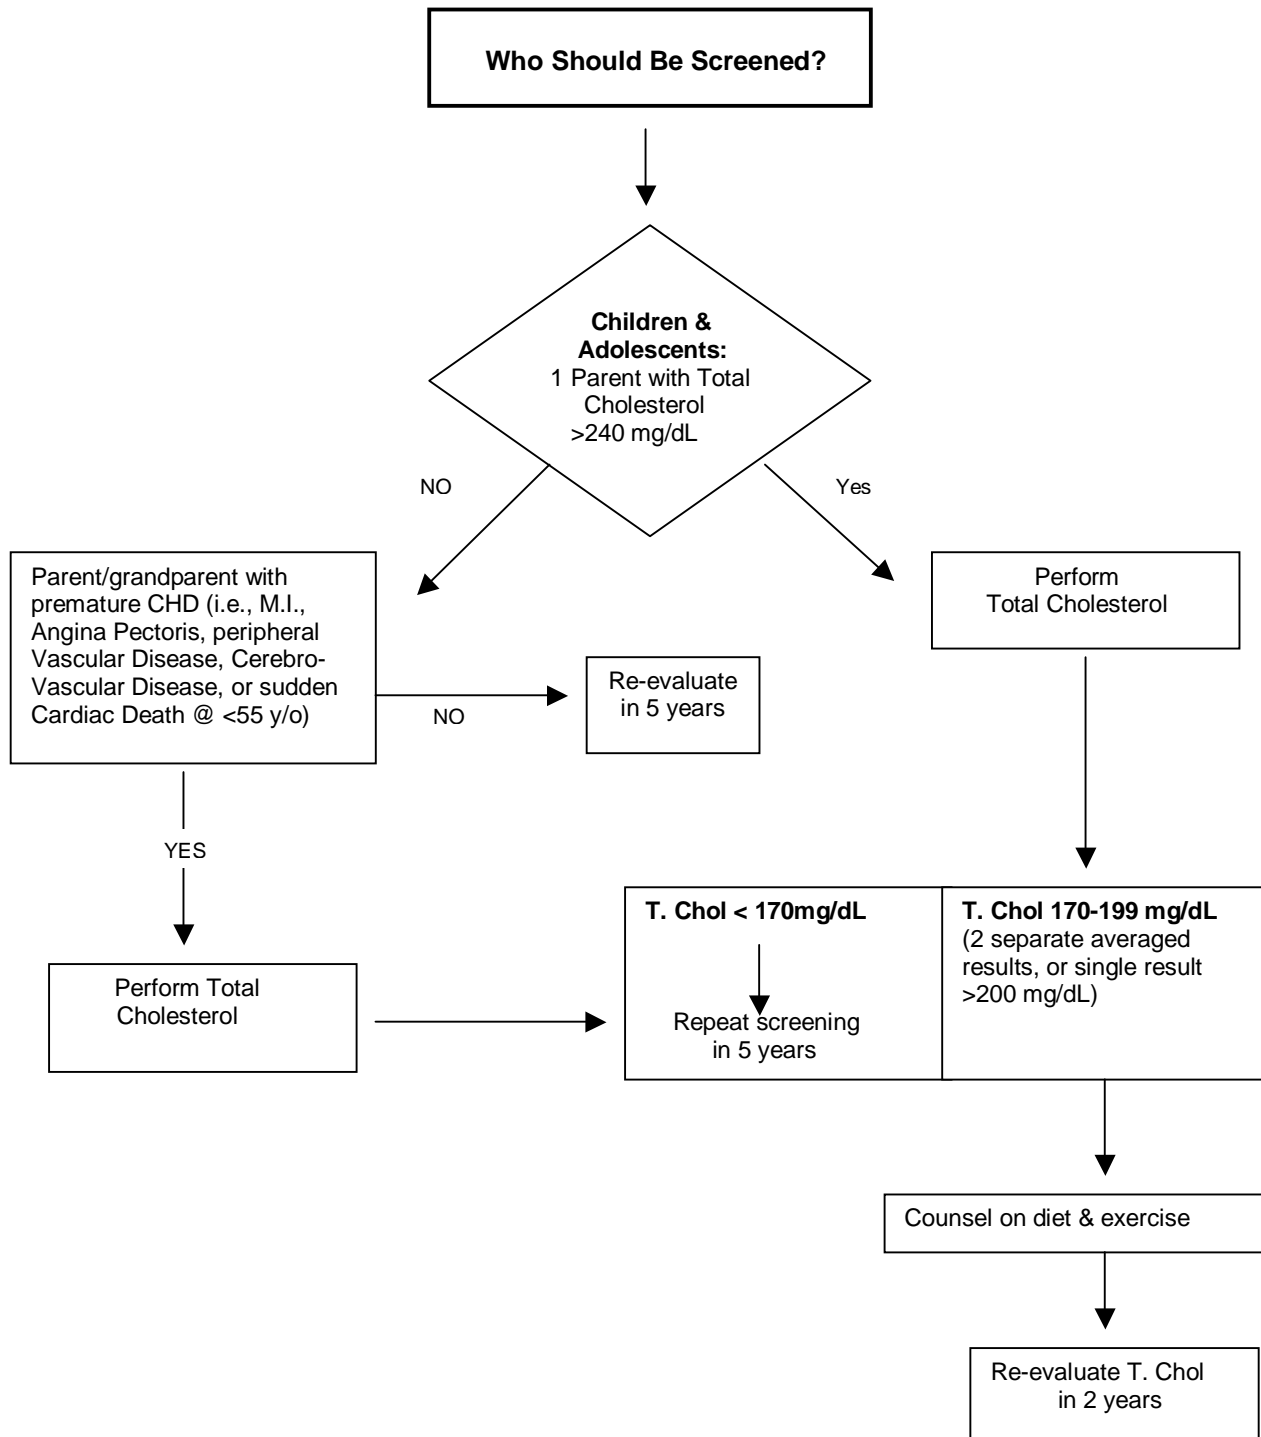 Who Should Be Screened?
Children &
Adolescents:
1 Parent with Total
Cholesterol
>240 mg/dL
NO
Yes
Parent/grandparent with
premature CHD (i.e., M.I.,
Angina Pectoris, peripheral
Vascular Disease, Cerebro-
Vascular Disease, or sudden
Cardiac Death @ <55 y/o)
NO
Re-evaluate
in 5 years
Perform
Total Cholesterol
YES
Perform Total
Cholesterol
T. Chol < 170mg/dL
Repeat screening
in 5 years
T. Chol 170-199 mg/dL
(2 separate averaged
results, or single result
>200 mg/dL)
Counsel on diet & exercise
Re-evaluate T. Chol
in 2 years